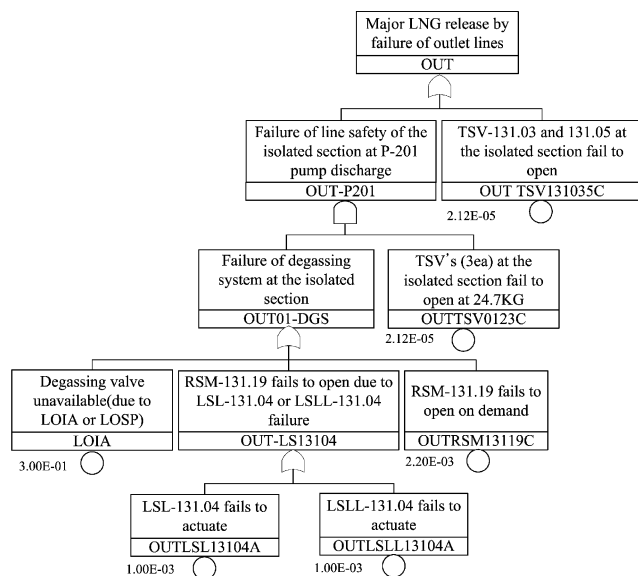 Major LNG release by
failure of outlet lines
OUT
Failure of line safety of the
isolated section at P-201
pump discharge
OUT-P201
TSV-131.03 and 131.05 at
the isolated section fail to
open
OUT TSV131035C
2.12E-05
Failure of degassing
system at the isolated
section
OUT01-DGS
TSV's (3ea) at the
isolated section fail to
open at 24.7KG
OUTTSV0123C
2.12E-05
Degassing valve
unavailable(due to
LOIA or LOSP)
LOIA
3.00E-01
RSM-131.19 fails to open due to
LSL-131.04 or LSLL-131.04
failure
OUT-LS13104
RSM-131.19 fails to
open on demand
OUTRSM13119C
2.20E-03
LSL-131.04 fails to
actuate
OUTLSL13104A
1.00E-03
LSLL-131.04 fails to
actuate
OUTLSLL13104A
1.00E-03